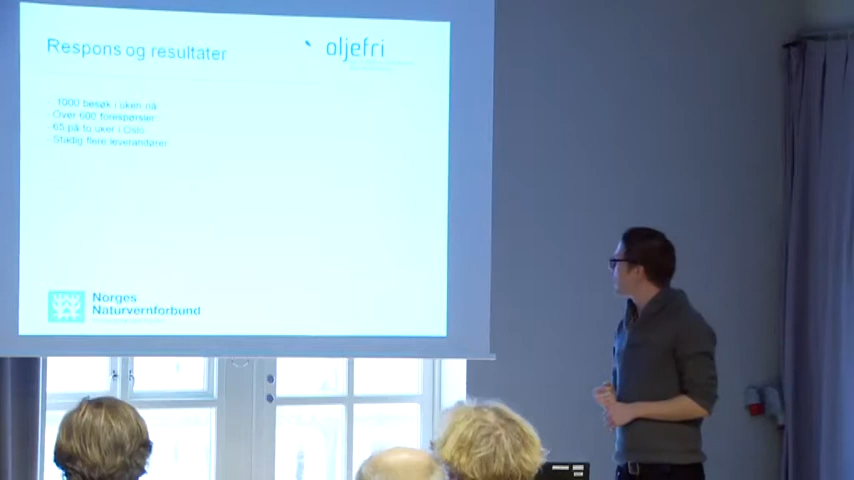 Respons og resultater
oljefri
- 1000 besøk i uken nå
- Over 600 forespørsler
- 65 på to uker i Oslo
- Stadig flere leverandører
Norges
Naturvernforbund